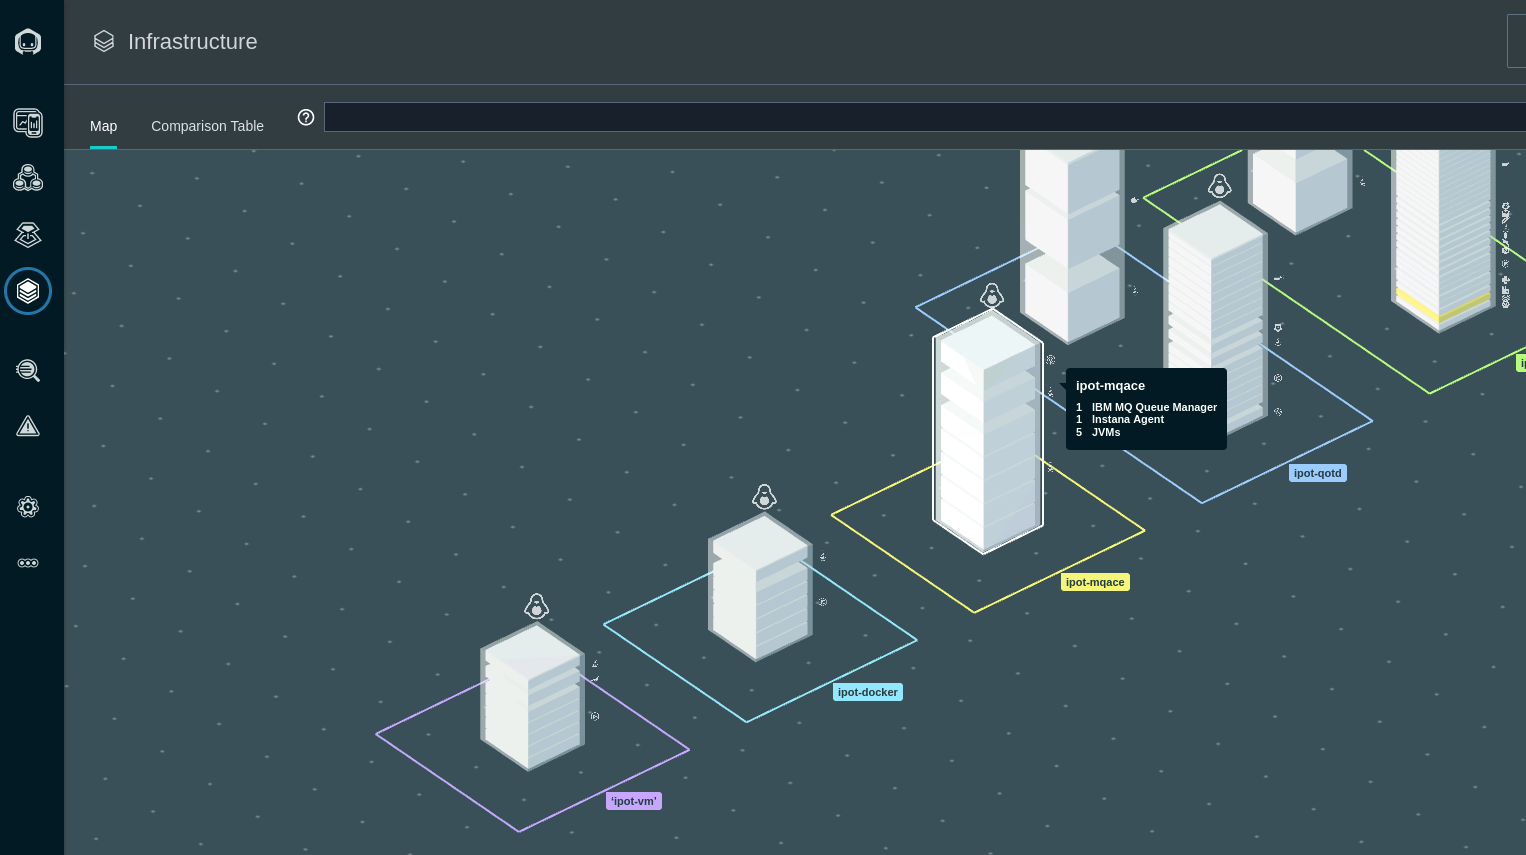 Infrastructure
Map
Comparison Table
ipot-mqace
1 IBM MQ Queue Manager
1 Instana Agent
5 JVMs
ipot-qotd
ipot-mqace
ipot-docker
‘ipot-vm’